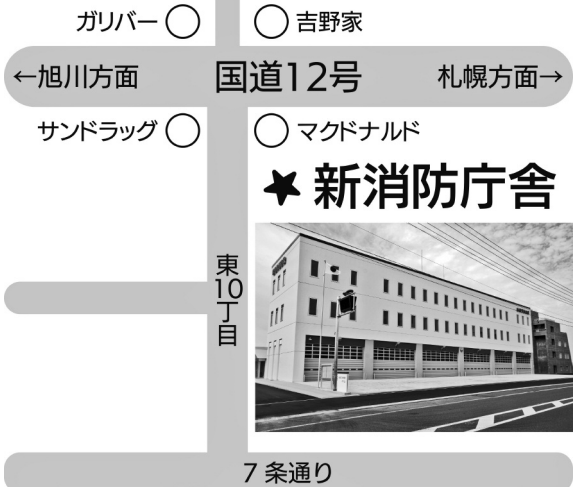 ガリバー ○ ○ 吉野家
←旭川方面 国道12号 札幌方面→
サンドラッグ ○ ○ マクドナルド
★ 新消防庁舎
東10丁目
7条通り